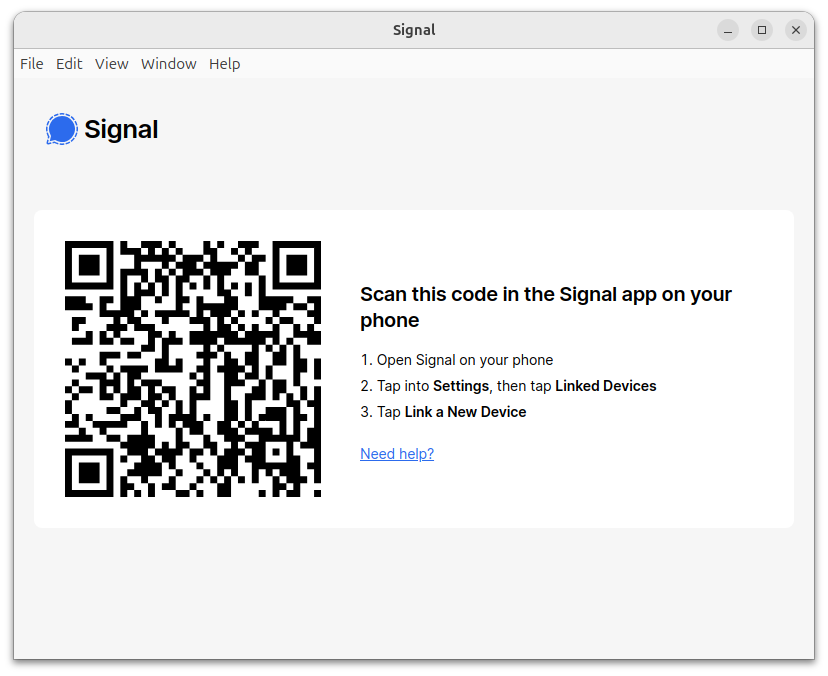 Signal
File Edit View Window Help
Signal
Scan this code in the Signal app on your
phone
1. Open Signal on your phone
2. Tap into Settings, then tap Linked Devices
3. Tap Link a New Device
Need help?